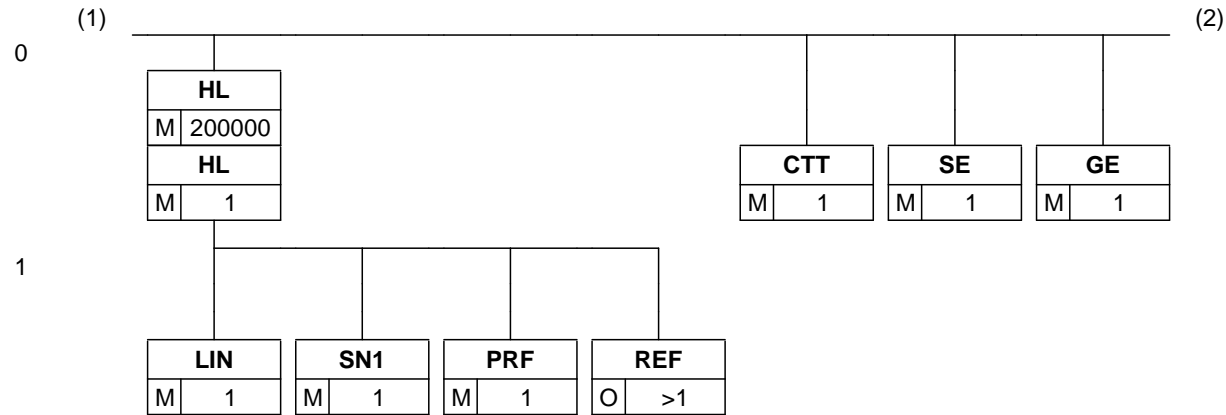 (1) (2)
0
HL
M 200000
HL CTT SE GE
M 1 M 1 M 1 M 1
1
LIN SN1 PRF REF
M 1 M 1 M 1 O >1